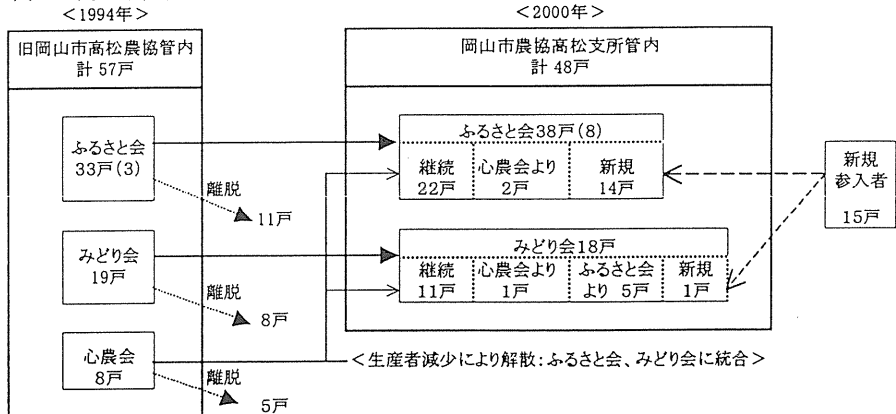 <1994年>
<2000年>
旧岡山市高松農協管内
計 57戸
岡山市農協高松支所管内
計 48戸
ふるさと会
33戸(3)
離脱
11戸
みどり会
19戸
離脱
8戸
心農会
8戸
離脱
5戸
ふるさと会38戸(8)
継続
22戸
心農会より
2戸
新規
14戸
みどり会18戸
継続
11戸
心農会より
1戸
ふるさと会
より 5戸
新規
1戸
新規
参入者
15戸
<生産者減少により解散:ふるさと会、みどり会に統合>